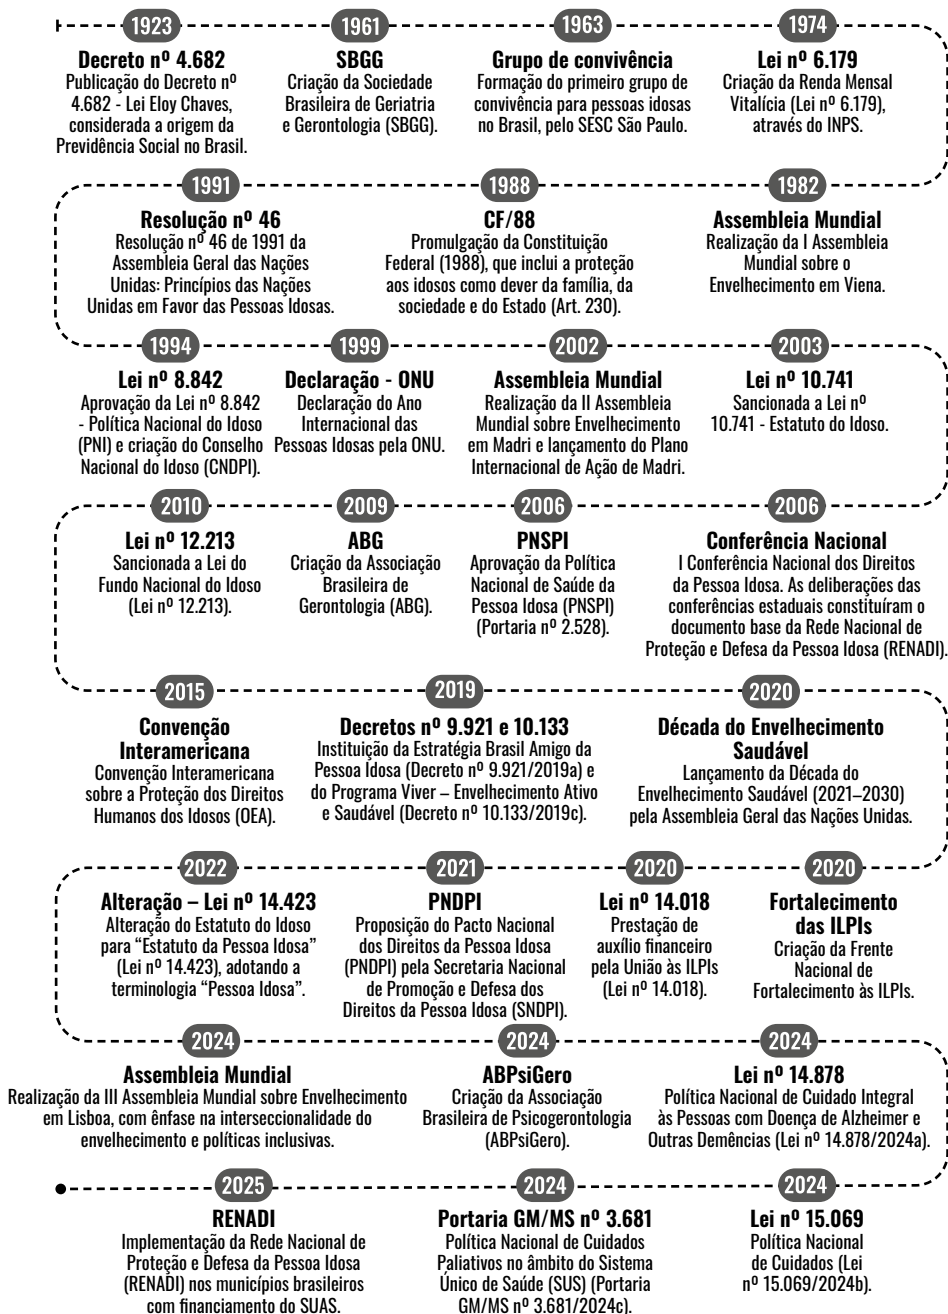 1923
Decreto nº 4.682
Publicação do Decreto nº
4.682 - Lei Eloy Chaves,
considerada a origem da
Previdência Social no Brasil.
1961
SBGG
Criação da Sociedade
Brasileira de Geriatria
e Gerontologia (SBGG).
1963
Grupo de convivência
Formação do primeiro grupo de
convivência para pessoas idosas
no Brasil, pelo SESC São Paulo.
1974
Lei nº 6.179
Criação da Renda Mensal
Vitalícia (Lei nº 6.179),
através do INPS.
1991
Resolução nº 46
Resolução nº 46 de 1991 da
Assembleia Geral das Nações
Unidas: Princípios das Nações
Unidas em Favor das Pessoas Idosas.
1988
CF/88
Promulgação da Constituição
Federal (1988), que inclui a proteção
aos idosos como dever da família, da
sociedade e do Estado (Art. 230).
1982
Assembleia Mundial
Realização da I Assembleia
Mundial sobre o
Envelhecimento em Viena.
1994
Lei nº 8.842
Aprovação da Lei nº 8.842
- Política Nacional do Idoso
(PNI) e criação do Conselho
Nacional do Idoso (CNDPI).
1999
Declaração - ONU
Declaração do Ano
Internacional das
Pessoas Idosas pela ONU.
2002
Assembleia Mundial
Realização da II Assembleia
Mundial sobre Envelhecimento
em Madri e lançamento do Plano
Internacional de Ação de Madri.
2003
Lei nº 10.741
Sancionada a Lei nº
10.741 - Estatuto do Idoso.
2010
Lei nº 12.213
Sancionada a Lei do
Fundo Nacional do Idoso
(Lei nº 12.213).
2009
ABG
Criação da Associação
Brasileira de
Gerontologia (ABG).
2006
PNSPI
Aprovação da Política
Nacional de Saúde da
Pessoa Idosa (PNSPI)
(Portaria nº 2.528).
2006
Conferência Nacional
I Conferência Nacional dos Direitos
da Pessoa Idosa. As deliberações das
conferências estaduais constituíram o
documento base da Rede Nacional de
Proteção e Defesa da Pessoa Idosa (RENADI).
2015
Convenção
Interamericana
Convenção Interamericana
sobre a Proteção dos Direitos
Humanos dos Idosos (OEA).
2019
Decretos nº 9.921 e 10.133
Instituição da Estratégia Brasil Amigo da
Pessoa Idosa (Decreto nº 9.921/2019a) e
do Programa Viver – Envelhecimento Ativo
e Saudável (Decreto nº 10.133/2019c).
2020
Década do Envelhecimento
Saudável
Lançamento da Década do
Envelhecimento Saudável (2021–2030)
pela Assembleia Geral das Nações Unidas.
2022
Alteração – Lei nº 14.423
Alteração do Estatuto do Idoso
para “Estatuto da Pessoa Idosa”
(Lei nº 14.423), adotando a
terminologia “Pessoa Idosa”.
2021
PNDPI
Proposição do Pacto Nacional
dos Direitos da Pessoa Idosa
(PNDPI) pela Secretaria Nacional
de Promoção e Defesa dos
Direitos da Pessoa Idosa (SNDPI).
2020
Lei nº 14.018
Prestação de
auxílio financeiro
pela União às ILPIs
(Lei nº 14.018).
2020
Fortalecimento
das ILPIs
Criação da Frente
Nacional de
Fortalecimento às ILPIs.
2024
Assembleia Mundial
Realização da III Assembleia Mundial sobre Envelhecimento
em Lisboa, com ênfase na interseccionalidade do
envelhecimento e políticas inclusivas.
2024
ABPsiGero
Criação da Associação
Brasileira de Psicogerontologia
(ABPsiGero).
2024
Lei nº 14.878
Política Nacional de Cuidado Integral
às Pessoas com Doença de Alzheimer e
Outras Demências (Lei nº 14.878/2024a).
2025
RENADI
Implementação da Rede Nacional de
Proteção e Defesa da Pessoa Idosa
(RENADI) nos municípios brasileiros
com financiamento do SUAS.
2024
Portaria GM/MS nº 3.681
Política Nacional de Cuidados
Paliativos no âmbito do Sistema
Único de Saúde (SUS) (Portaria
GM/MS nº 3.681/2024c).
2024
Lei nº 15.069
Política Nacional
de Cuidados (Lei
nº 15.069/2024b).